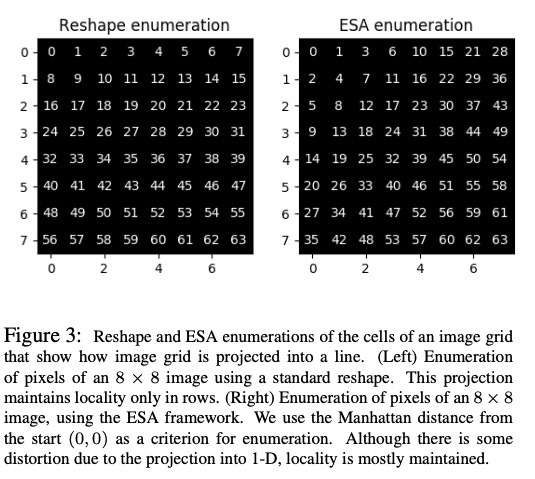 Reshape enumeration
0 0 1 2 3 4 5 6 7
1 8 9 10 11 12 13 14 15
2 16 17 18 19 20 21 22 23
3 24 25 26 27 28 29 30 31
4 32 33 34 35 36 37 38 39
5 40 41 42 43 44 45 46 47
6 48 49 50 51 52 53 54 55
7 56 57 58 59 60 61 62 63
0 2 4 6
ESA enumeration
0 0 1 3 6 10 15 21 28
1 2 4 7 11 16 22 29 36
2 5 8 12 17 23 30 37 43
3 9 13 18 24 31 38 44 49
4 14 19 25 32 39 45 50 54
5 20 26 33 40 46 51 55 58
6 27 34 41 47 52 56 59 61
7 35 42 48 53 57 60 62 63
0 2 4 6
Figure 3: Reshape and ESA enumerations of the cells of an image grid
that show how image grid is projected into a line. (Left) Enumeration
of pixels of an 8 × 8 image using a standard reshape. This projection
maintains locality only in rows. (Right) Enumeration of pixels of an 8 × 8
image, using the ESA framework. We use the Manhattan distance from
the start (0, 0) as a criterion for enumeration. Although there is some
distortion due to the projection into 1-D, locality is mostly maintained.